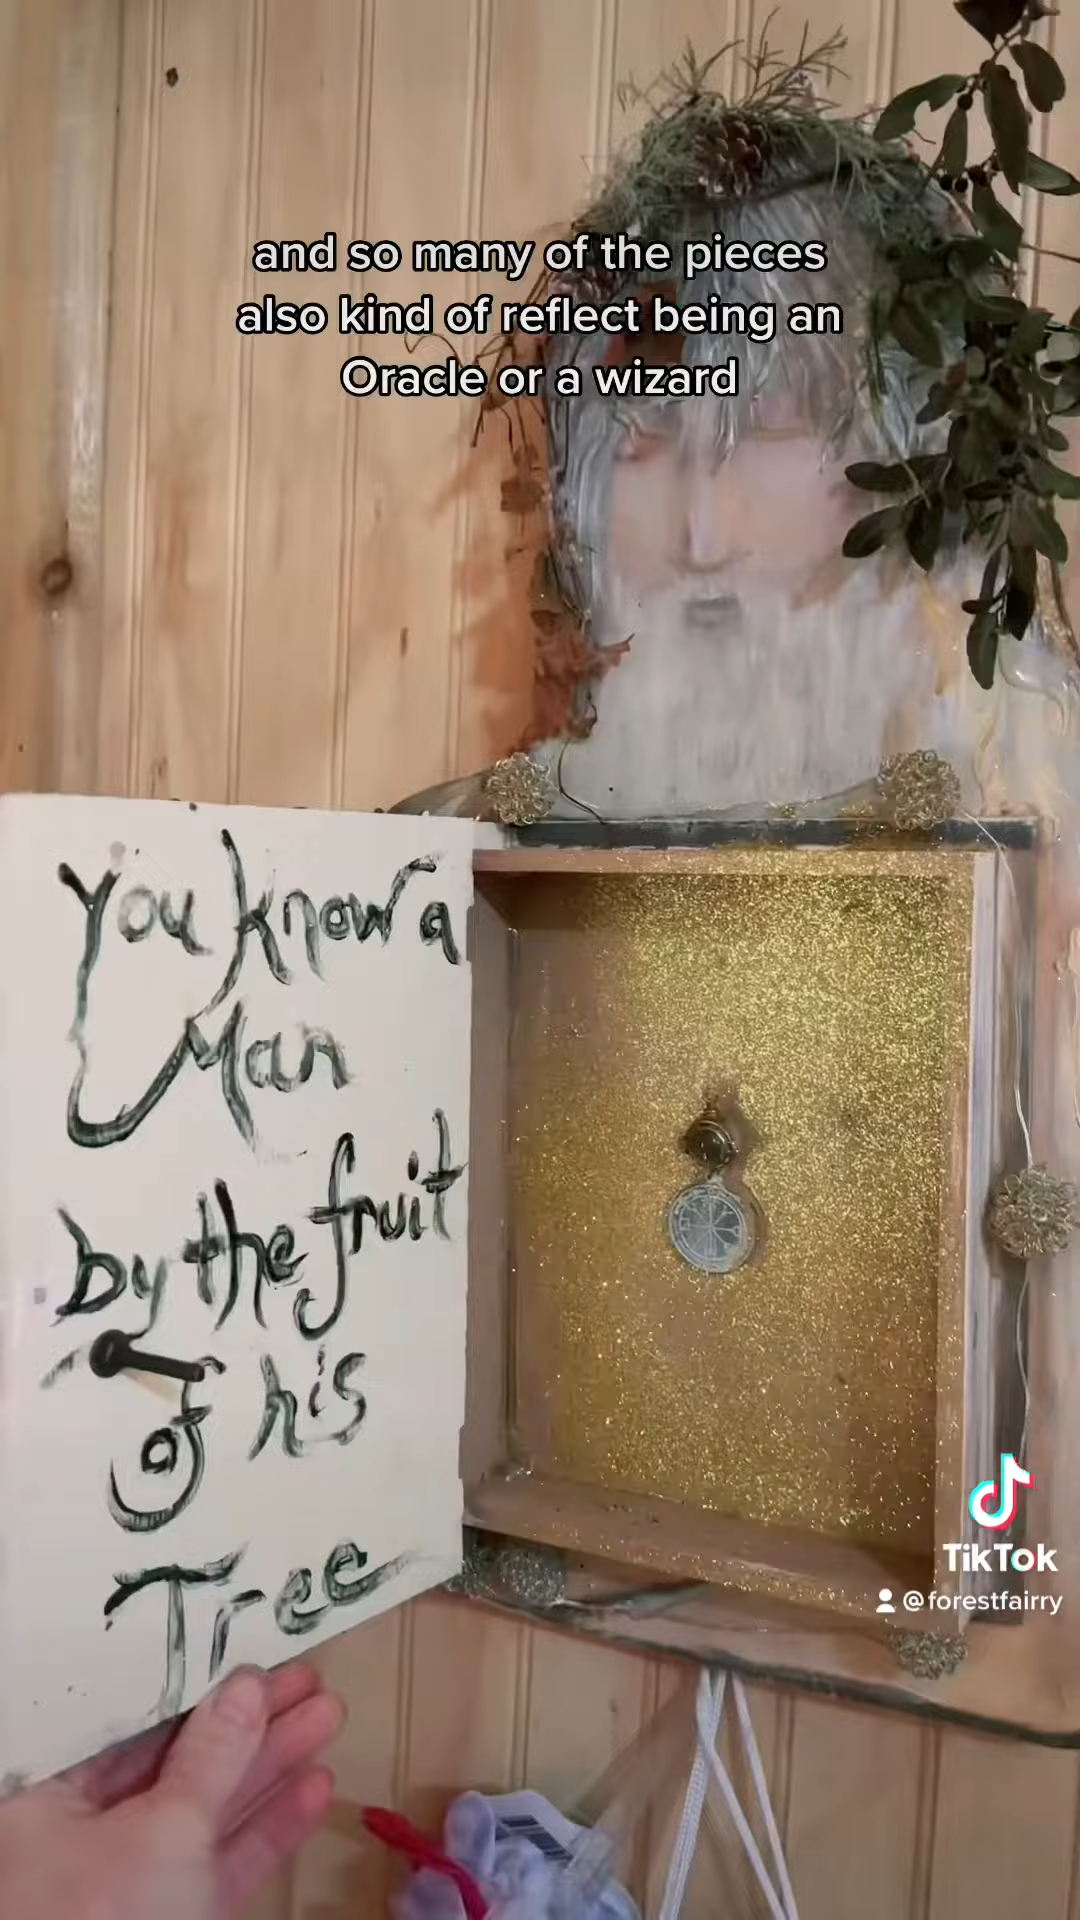 and so many of the pieces
also kind of reflect being an
Oracle or a wizard
You know a
Man
by the fruit
of his
Tree
TikTok
@forestfairry